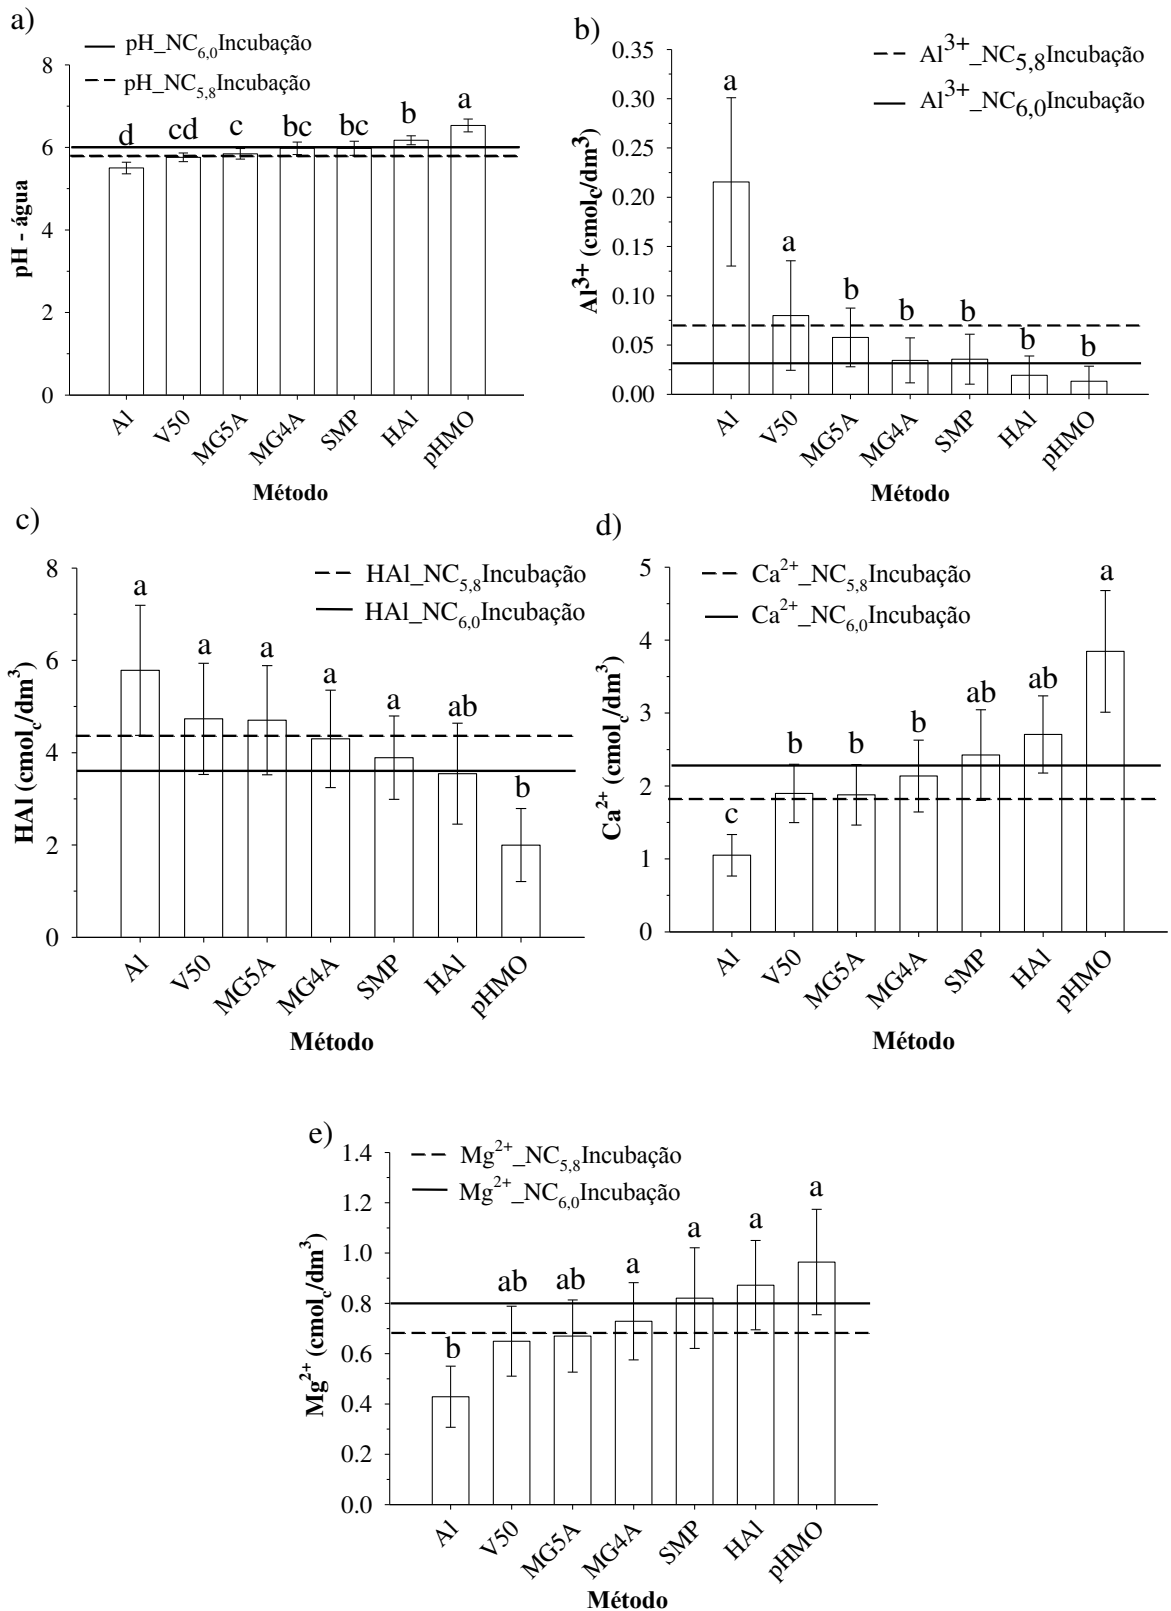 a)
pH_NC6,0Incubação
pH_NC5,8Incubação
8
6
4
2
0
pH - água
d cd c bc bc b a
Al V50 MG5A MG4A SMP HAl pHMO
Método
b)
Al3+_NC5,8Incubação
Al3+_NC6,0Incubação
0.35
0.30
0.25
0.20
0.15
0.10
0.05
0.00
Al3+ (cmolc/dm3)
a a b b b b b
Al V50 MG5A MG4A SMP HAl pHMO
Método
c)
HAl_NC5,8Incubação
HAl_NC6,0Incubação
8
6
4
2
0
HAl (cmolc/dm3)
a a a a a ab b
Al V50 MG5A MG4A SMP HAl pHMO
Método
d)
Ca2+_NC5,8Incubação
Ca2+_NC6,0Incubação
5
4
3
2
1
0
Ca2+ (cmolc/dm3)
c b b b ab ab a
Al V50 MG5A MG4A SMP HAl pHMO
Método
e)
Mg2+_NC5,8Incubação
Mg2+_NC6,0Incubação
1.4
1.2
1.0
0.8
0.6
0.4
0.2
0.0
Mg2+ (cmolc/dm3)
b ab ab a a a a
Al V50 MG5A MG4A SMP HAl pHMO
Método